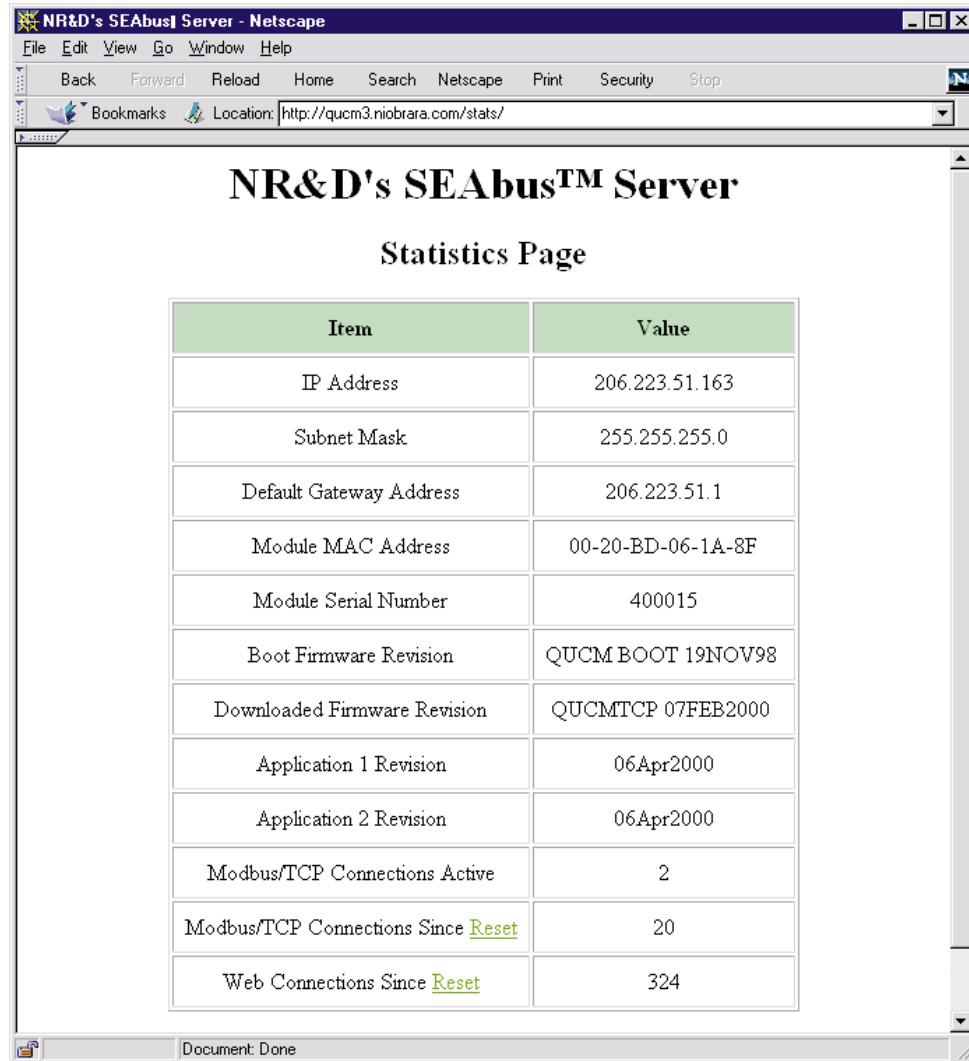 NR&D's SEAbus| Server - Netscape
File Edit View Go Window Help
Back Forward Reload Home Search Netscape Print Security Stop
N
Bookmarks Location: http://qucm3.niobrara.com/stats/
NR&D's SEAbus™ Server
Statistics Page
Item Value
IP Address 206.223.51.163
Subnet Mask 255.255.255.0
Default Gateway Address 206.223.51.1
Module MAC Address 00-20-BD-06-1A-8F
Module Serial Number 400015
Boot Firmware Revision QUCM BOOT 19NOV98
Downloaded Firmware Revision QUCMTCP 07FEB2000
Application 1 Revision 06Apr2000
Application 2 Revision 06Apr2000
Modbus/TCP Connections Active 2
Modbus/TCP Connections Since Reset 20
Web Connections Since Reset 324
Document: Done